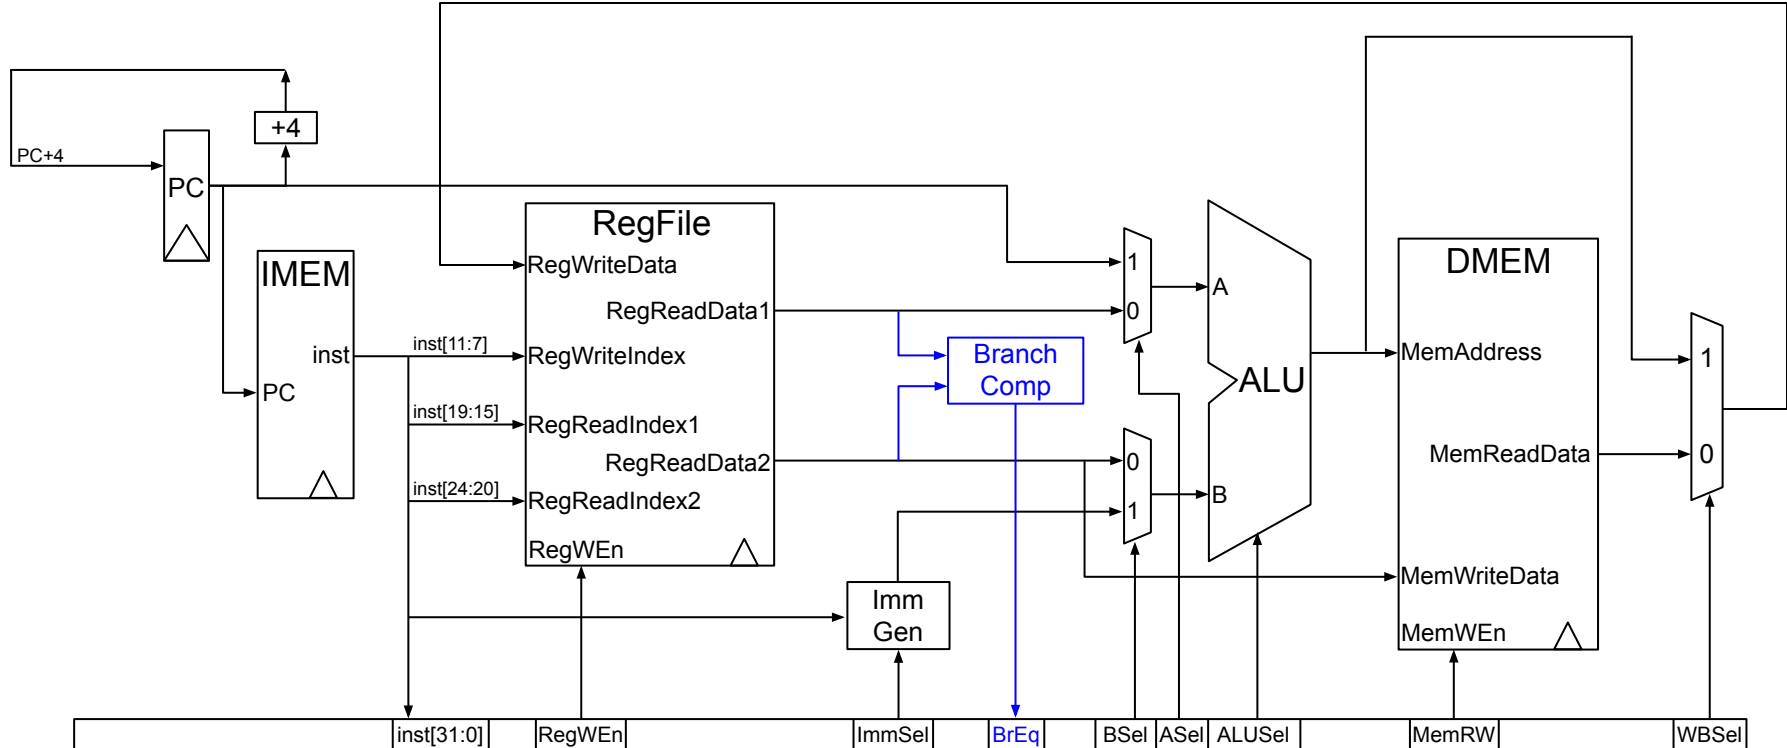 +4
PC+4
PC
IMEM
inst
PC
inst[11:7]
inst[19:15]
inst[24:20]
RegFile
RegWriteData
RegReadData1
RegWriteIndex
RegReadIndex1
RegReadData2
RegReadIndex2
RegWEn
Branch
Comp
Imm
Gen
1
0
0
1
A
ALU
B
DMEM
MemAddress
MemReadData
MemWriteData
MemWEn
1
0
inst[31:0]
RegWEn
ImmSel
BrEq
BSel
ASel
ALUSel
MemRW
WBSel